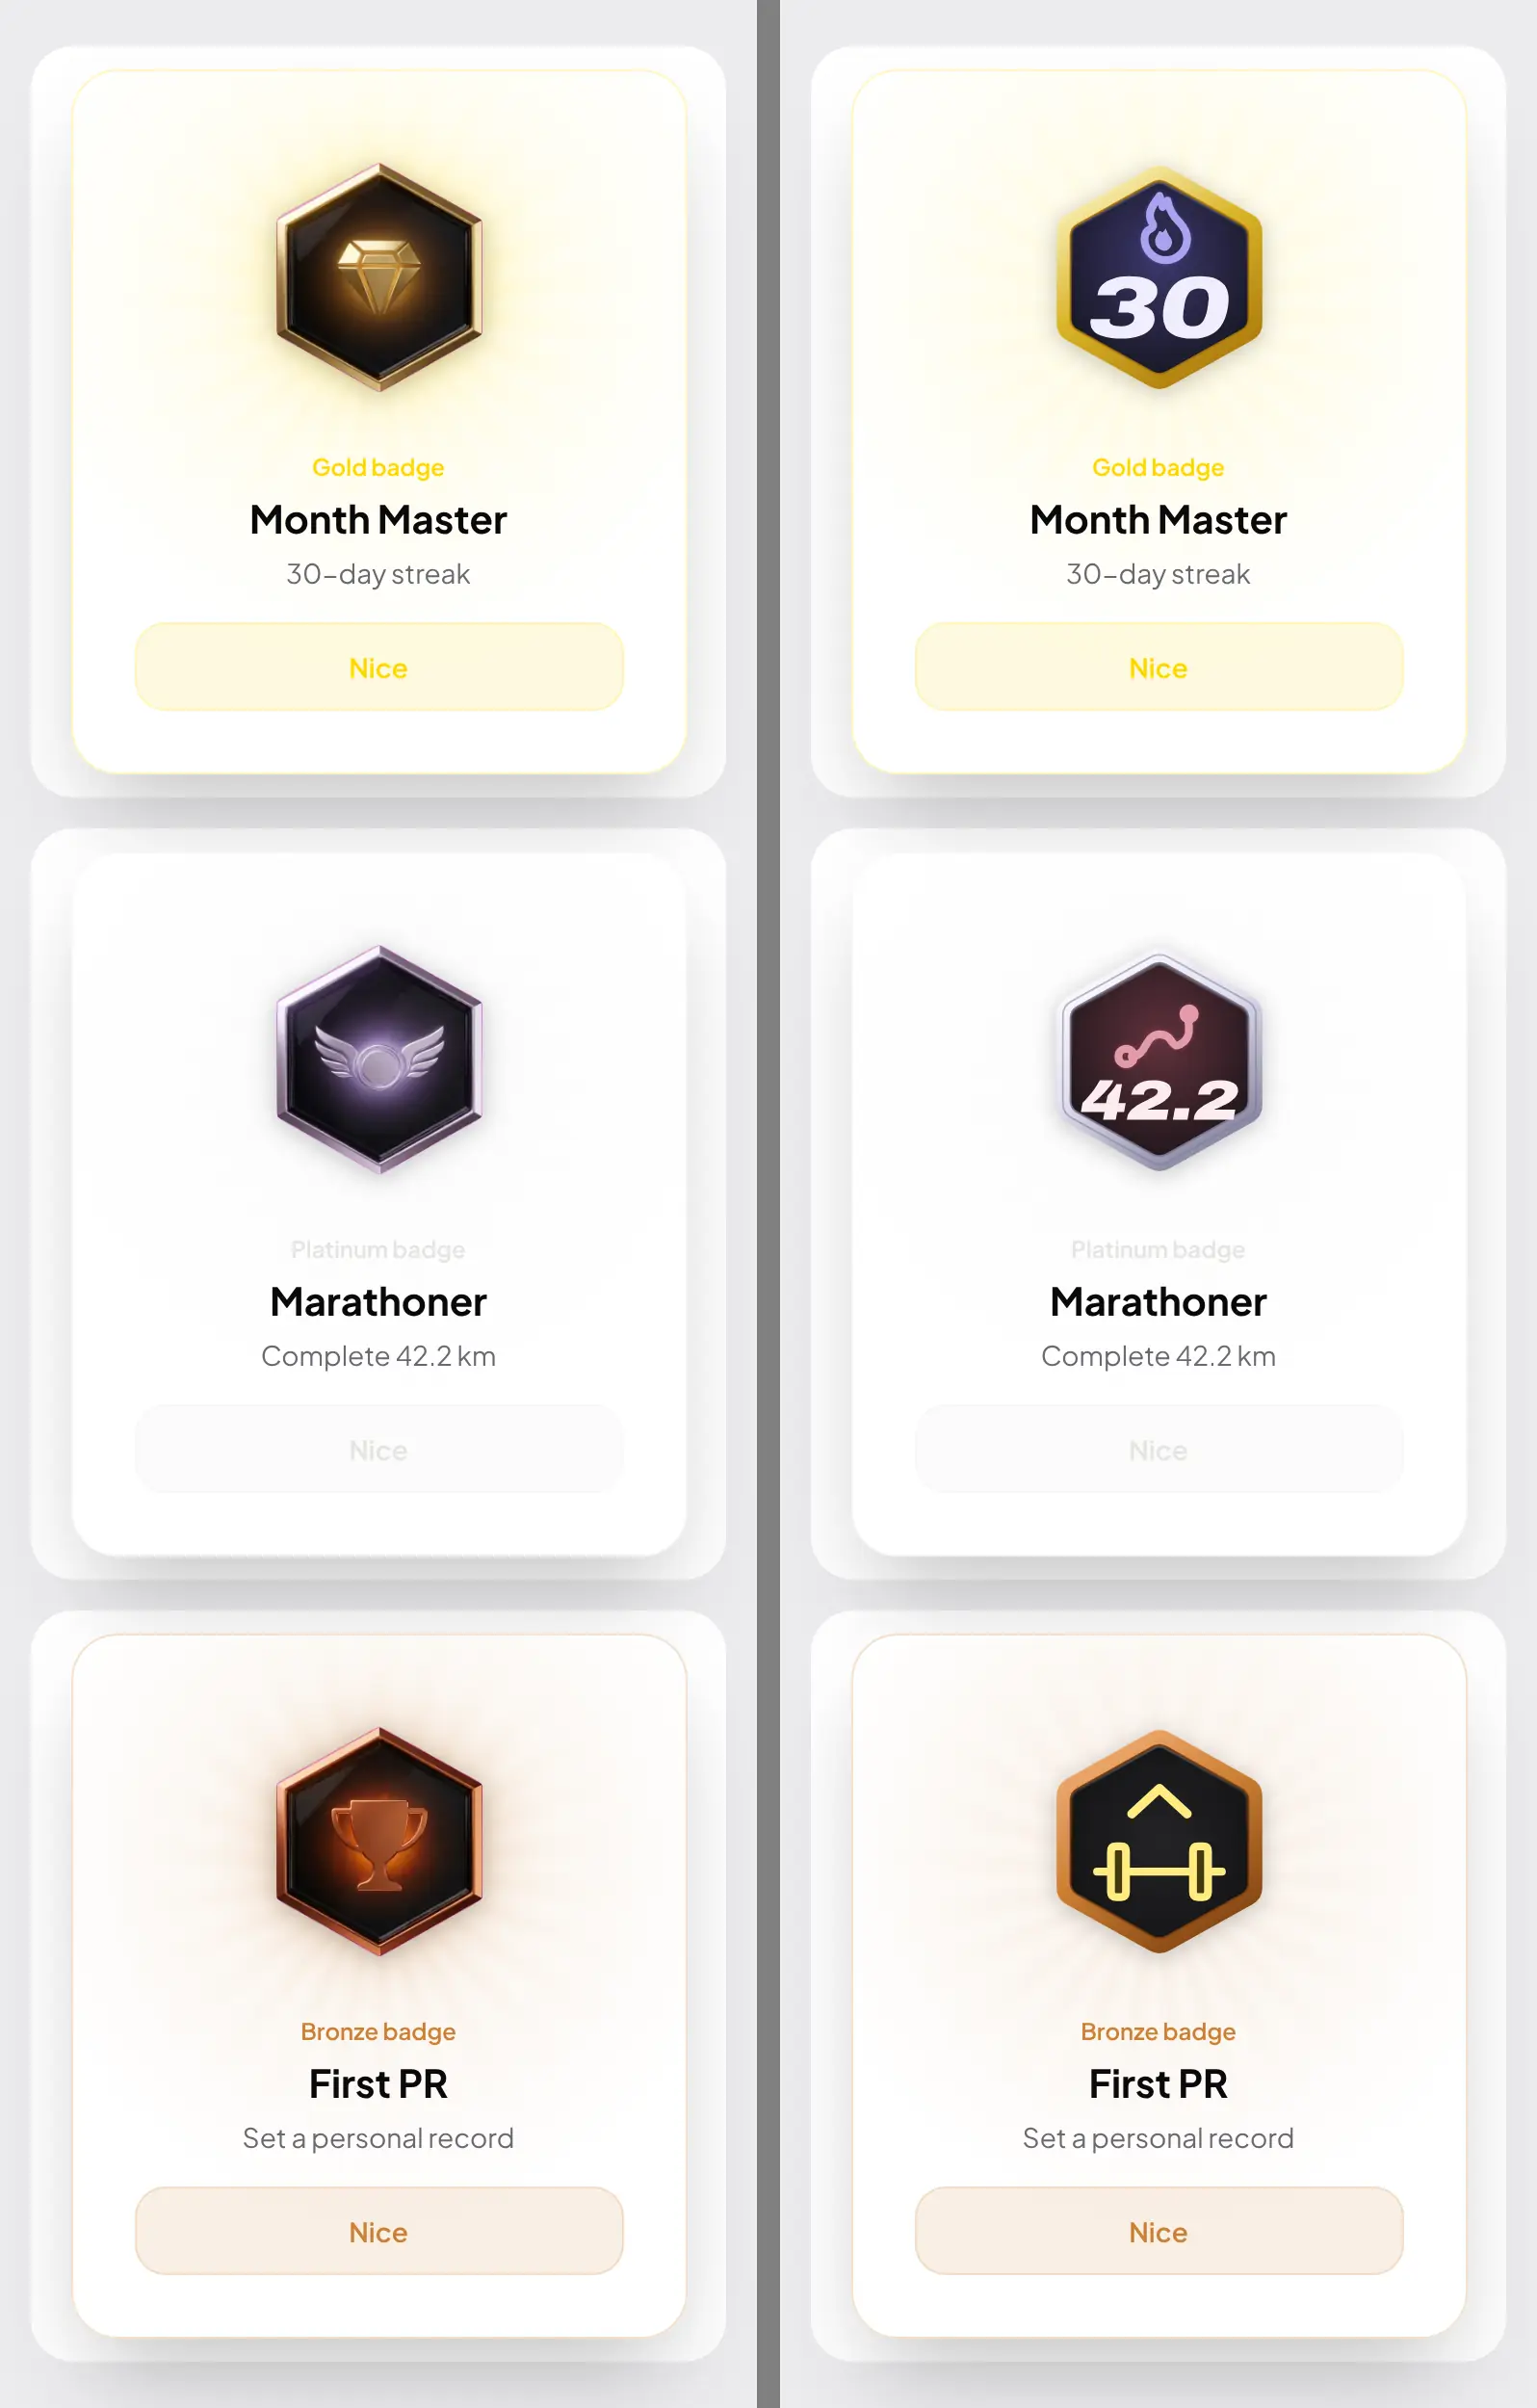 Gold badge
Month Master
30-day streak
Nice
Platinum badge
Marathoner
Complete 42.2 km
Nice
Bronze badge
First PR
Set a personal record
Nice
30
Gold badge
Month Master
30-day streak
Nice
42.2
Platinum badge
Marathoner
Complete 42.2 km
Nice
Bronze badge
First PR
Set a personal record
Nice